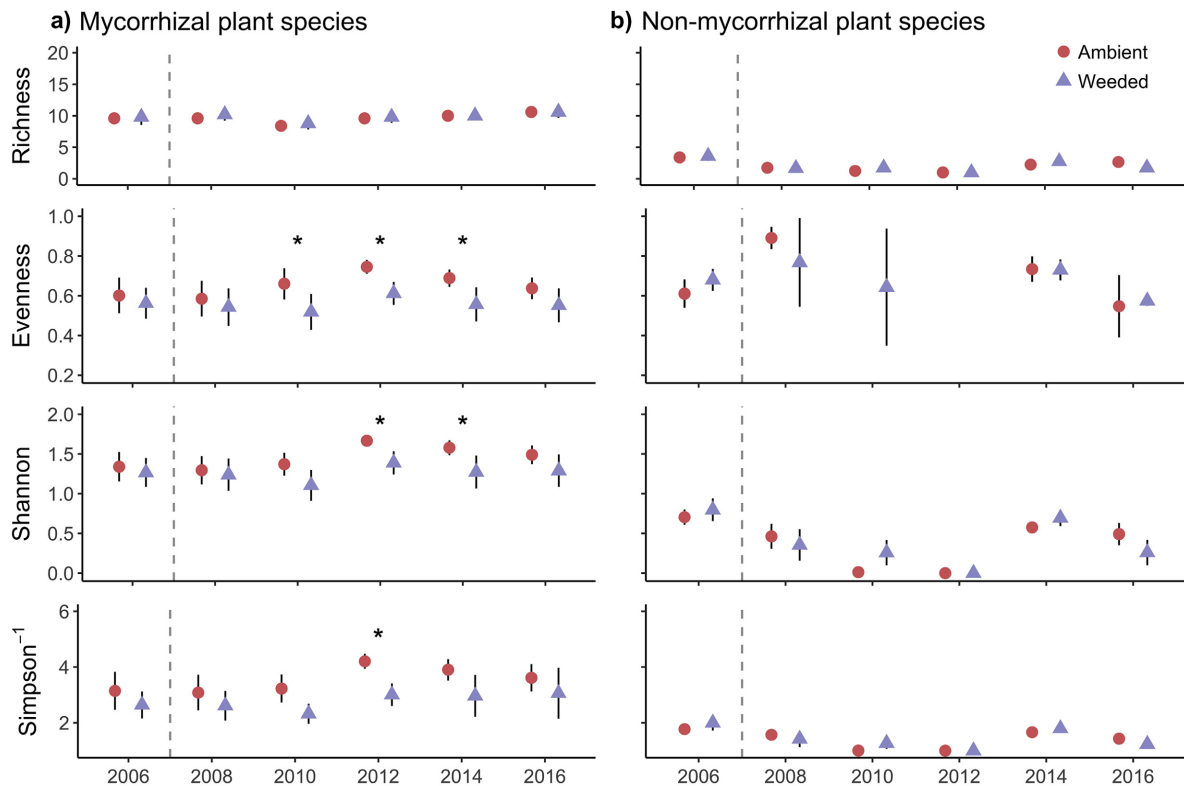 a) Mycorrhizal plant species
b) Non-mycorrhizal plant species
Ambient
Weeded
Richness
20
15
10
5
0
Evenness
1.0
0.8
0.6
0.4
0.2
* * *
Shannon
2.0
1.5
1.0
0.5
0.0
* *
Simpson⁻¹
6
4
2
*
2006 2008 2010 2012 2014 2016
2006 2008 2010 2012 2014 2016